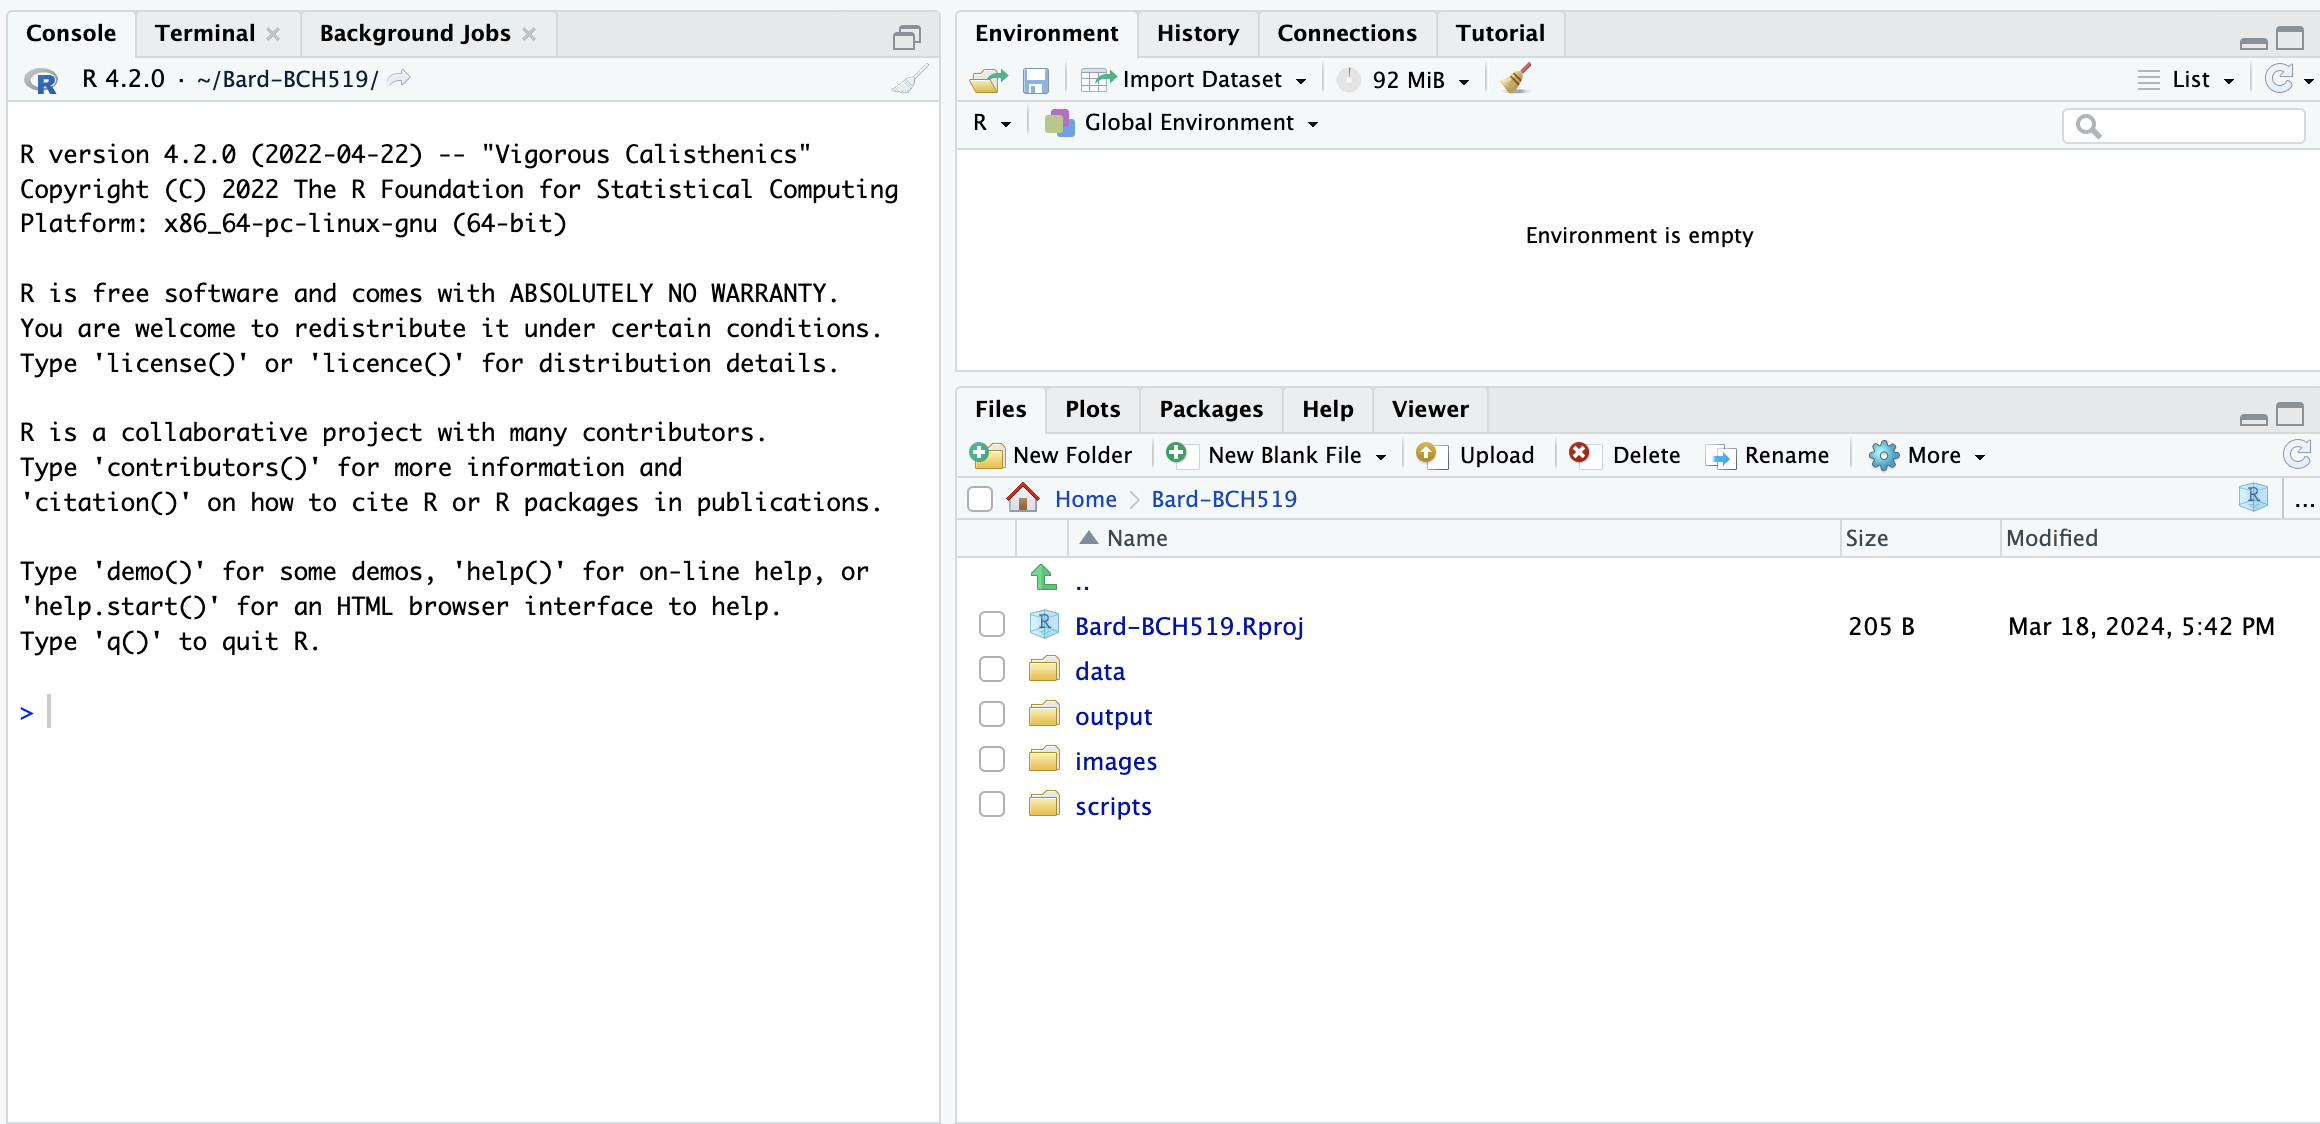 Console
Terminal
Background Jobs
R 4.2.0 · ~/Bard-BCH519/
R version 4.2.0 (2022-04-22) -- "Vigorous Calisthenics"
Copyright (C) 2022 The R Foundation for Statistical Computing
Platform: x86_64-pc-linux-gnu (64-bit)
R is free software and comes with ABSOLUTELY NO WARRANTY.
You are welcome to redistribute it under certain conditions.
Type 'license()' or 'licence()' for distribution details.
R is a collaborative project with many contributors.
Type 'contributors()' for more information and
'citation()' on how to cite R or R packages in publications.
Type 'demo()' for some demos, 'help()' for on-line help, or
'help.start()' for an HTML browser interface to help.
Type 'q()' to quit R.
>
Environment History Connections Tutorial
Import Dataset 92 MiB List
R Global Environment
Environment is empty
Files Plots Packages Help Viewer
New Folder New Blank File Upload Delete Rename More
Home Bard-BCH519 ...
Name Size Modified
..
Bard-BCH519.Rproj 205 B Mar 18, 2024, 5:42 PM
data
output
images
scripts